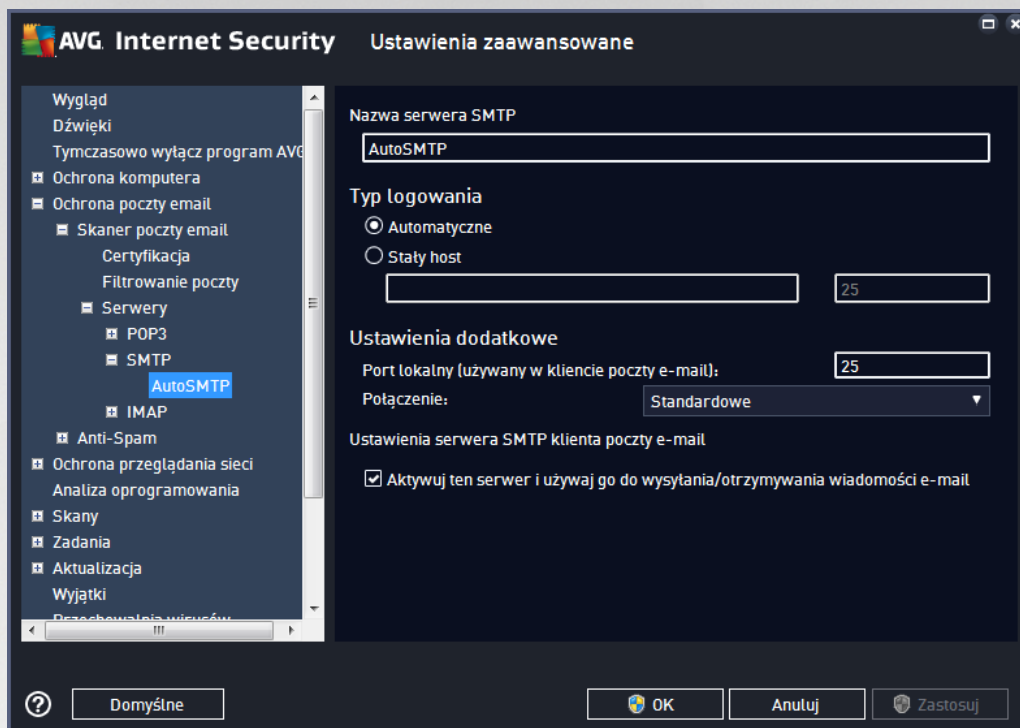 AVG. Internet Security Ustawienia zaawansowane
Wygląd
Dźwięki
Tymczasowo wyłącz program AVG
Ochrona komputera
Ochrona poczty email
Skaner poczty email
Certyfikacja
Filtrowanie poczty
Serwery
POP3
SMTP
AutoSMTP
IMAP
Anti-Spam
Ochrona przeglądania sieci
Analiza oprogramowania
Skany
Zadania
Aktualizacja
Wyjątki
Przechowalnia wirusów
Nazwa serwera SMTP
AutoSMTP
Typ logowania
Automatyczne
Stały host
25
Ustawienia dodatkowe
Port lokalny (używany w kliencie poczty e-mail): 25
Połączenie: Standardowe
Ustawienia serwera SMTP klienta poczty e-mail
Aktywuj ten serwer i używaj go do wysyłania/otrzymywania wiadomości e-mail
? Domyślne OK Anuluj Zastosuj